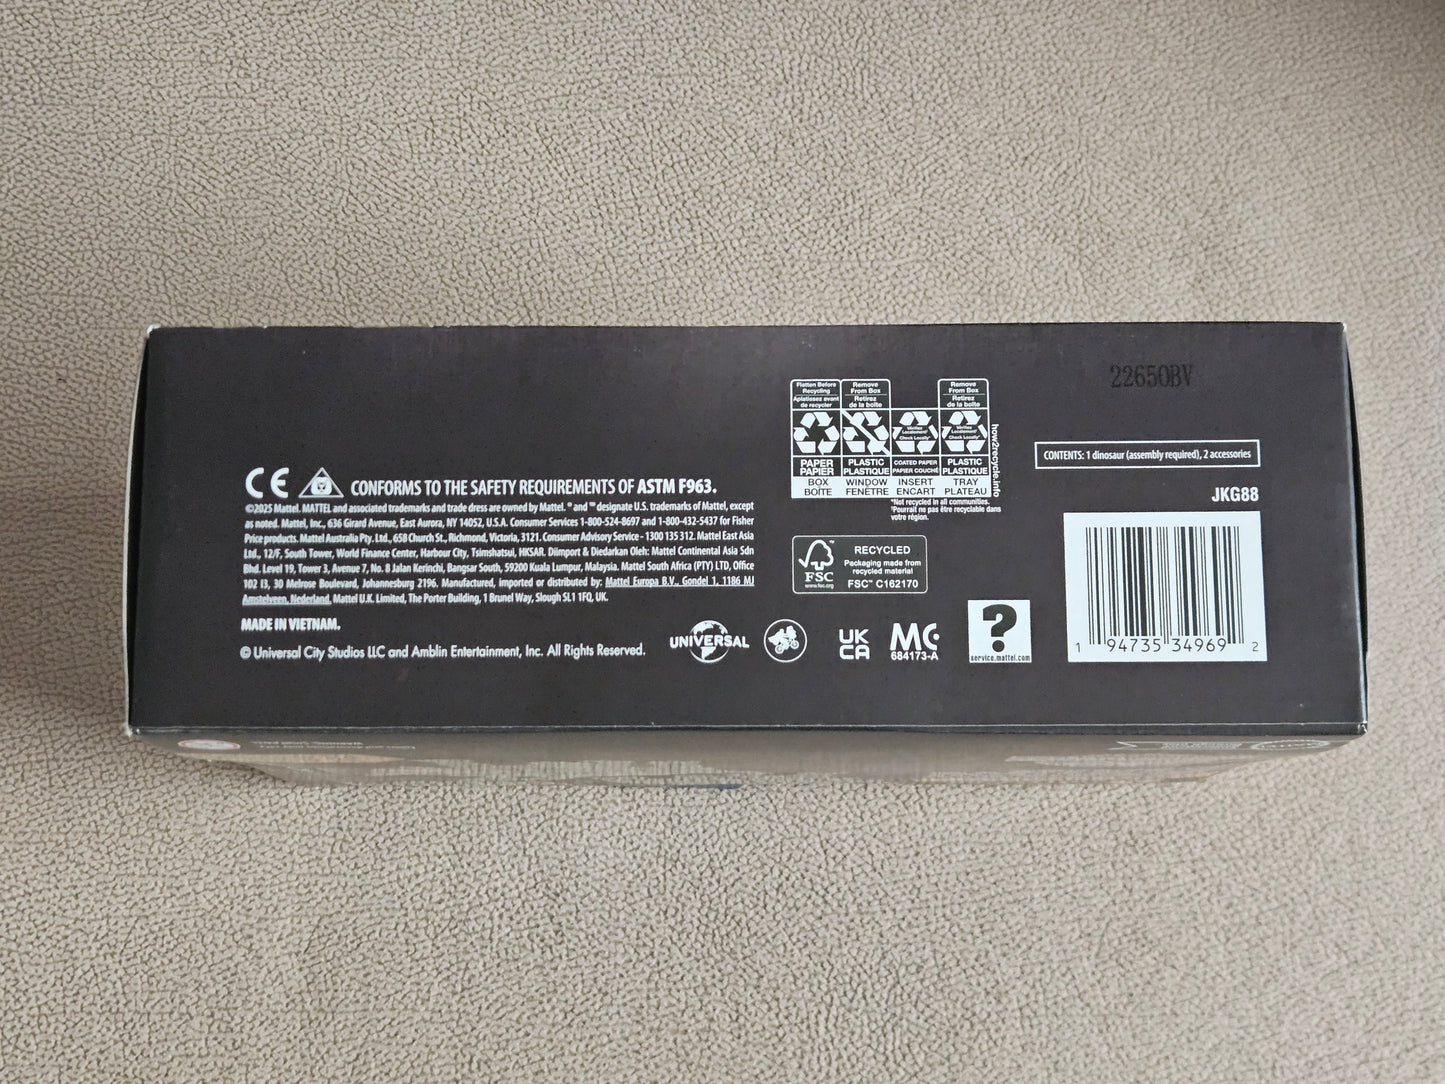 22650BV
Flatten Before
Recycling
Aplatissez avant
de recycler
PAPER
PAPIER
BOX
BOÎTE
Remove
From Box
Retirez
de la boîte
PLASTIC
PLASTIQUE
WINDOW
FENÊTRE
Vérifiez
Localement*
Check Locally*
COATED PAPER
PAPIER COUCHÉ
INSERT
ENCART
Remove
From Box
Retirez
de la boîte
Vérifiez
Localement*
Check Locally*
PLASTIC
PLASTIQUE
TRAY
PLATEAU
how2recycle.info
*Not recycled in all communities.
*Pourrait ne pas être recyclable dans
votre région.
CONTENTS: 1 dinosaur (assembly required), 2 accessories
JKG88
CE CONFORMS TO THE SAFETY REQUIREMENTS OF ASTM F963.
©2025 Mattel. MATTEL and associated trademarks and trade dress are owned by Mattel. ® and ™ designate U.S. trademarks of Mattel, except
as noted. Mattel, Inc., 636 Girard Avenue, East Aurora, NY 14052, U.S.A. Consumer Services 1-800-524-8697 and 1-800-432-5437 for Fisher
Price products. Mattel Australia Pty. Ltd., 658 Church St., Richmond, Victoria, 3121. Consumer Advisory Service - 1300 135 312. Mattel East Asia
Ltd., 12/F, South Tower, World Finance Center, Harbour City, Tsimshatsui, HKSAR. Diimport & Diedarkan Oleh: Mattel Continental Asia Sdn
Bhd. Level 19, Tower 3, Avenue 7, No. 8 Jalan Kerinchi, Bangsar South, 59200 Kuala Lumpur, Malaysia. Mattel South Africa (PTY) LTD, Office
102 I3, 30 Melrose Boulevard, Johannesburg 2196. Manufactured, imported or distributed by: Mattel Europa B.V., Gondel 1, 1186 MJ
Amstelveen, Nederland. Mattel U.K. Limited, The Porter Building, 1 Brunel Way, Slough SL1 1FQ, UK.
MADE IN VIETNAM.
© Universal City Studios LLC and Amblin Entertainment, Inc. All Rights Reserved.
FSC
www.fsc.org
RECYCLED
Packaging made from
recycled material
FSC™ C162170
UNIVERSAL
UK
CA
MC
684173-A
?
service.mattel.com
1 94735 34969 2